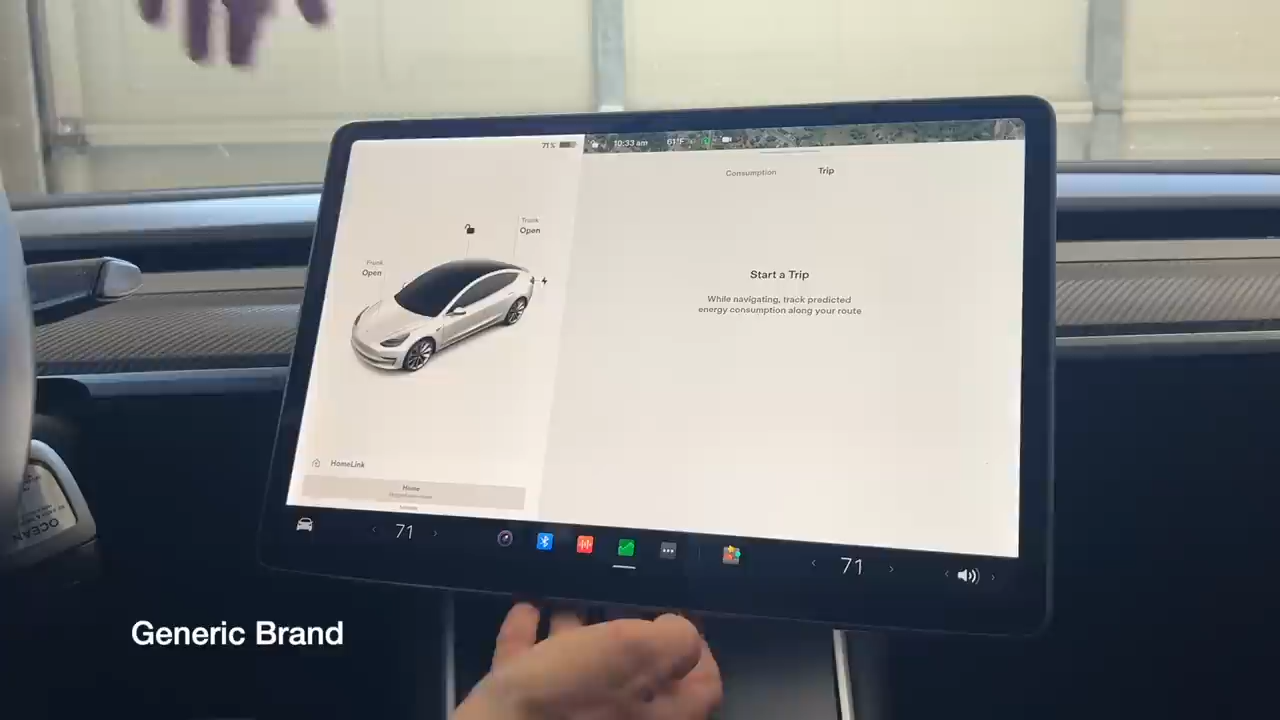 71%
10:33 am
61°F
Consumption
Trip
Trunk
Open
Frunk
Open
Start a Trip
While navigating, track predicted
energy consumption along your route
HomeLink
Home
71
71
OCEAN
Generic Brand